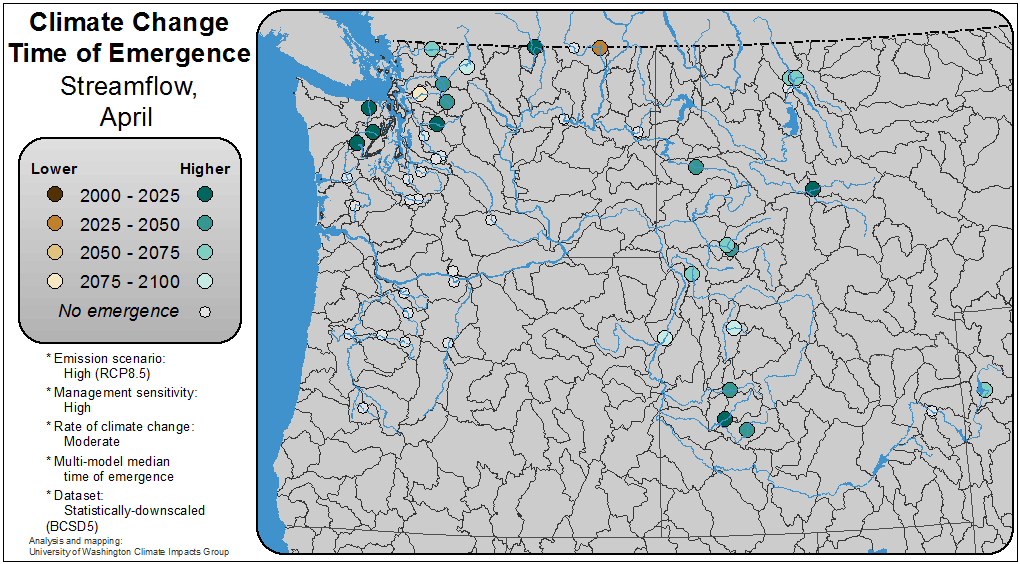 Climate Change
Time of Emergence
Streamflow,
April
Lower Higher
2000 - 2025
2025 - 2050
2050 - 2075
2075 - 2100
No emergence
* Emission scenario:
High (RCP8.5)
* Management sensitivity:
High
* Rate of climate change:
Moderate
* Multi-model median
time of emergence
* Dataset:
Statistically-downscaled
(BCSD5)
Analysis and mapping:
University of Washington Climate Impacts Group